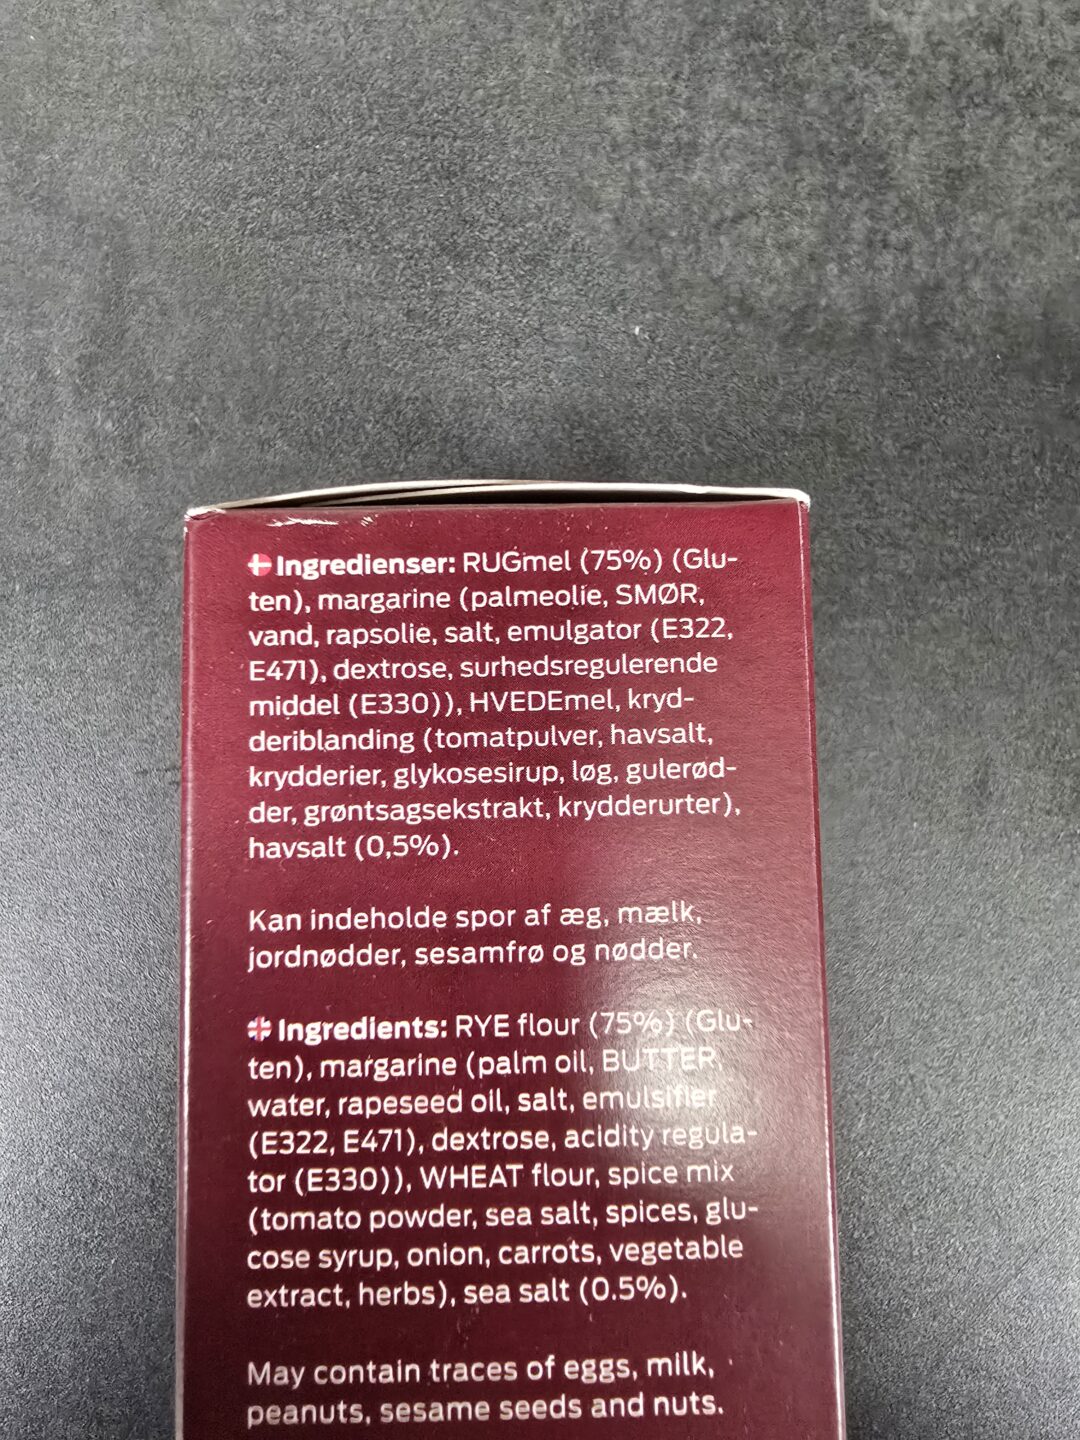 Ingredienser: RUGmel (75%) (Glu-
ten), margarine (palmeolie, SMØR,
vand, rapsolie, salt, emulgator (E322,
E471), dextrose, surhedsregulerende
middel (E330)), HVEDEmel, kryd-
deriblanding (tomatpulver, havsalt,
krydderier, glykosesirup, løg, gulerød-
der, grøntsagsekstrakt, krydderurter),
havsalt (0,5%).
Kan indeholde spor af æg, mælk,
jordnødder, sesamfrø og nødder.
Ingredients: RYE flour (75%) (Glu-
ten), margarine (palm oil, BUTTER,
water, rapeseed oil, salt, emulsifier
(E322, E471), dextrose, acidity regula-
tor (E330)), WHEAT flour, spice mix
(tomato powder, sea salt, spices, glu-
cose syrup, onion, carrots, vegetable
extract, herbs), sea salt (0.5%).
May contain traces of eggs, milk,
peanuts, sesame seeds and nuts.